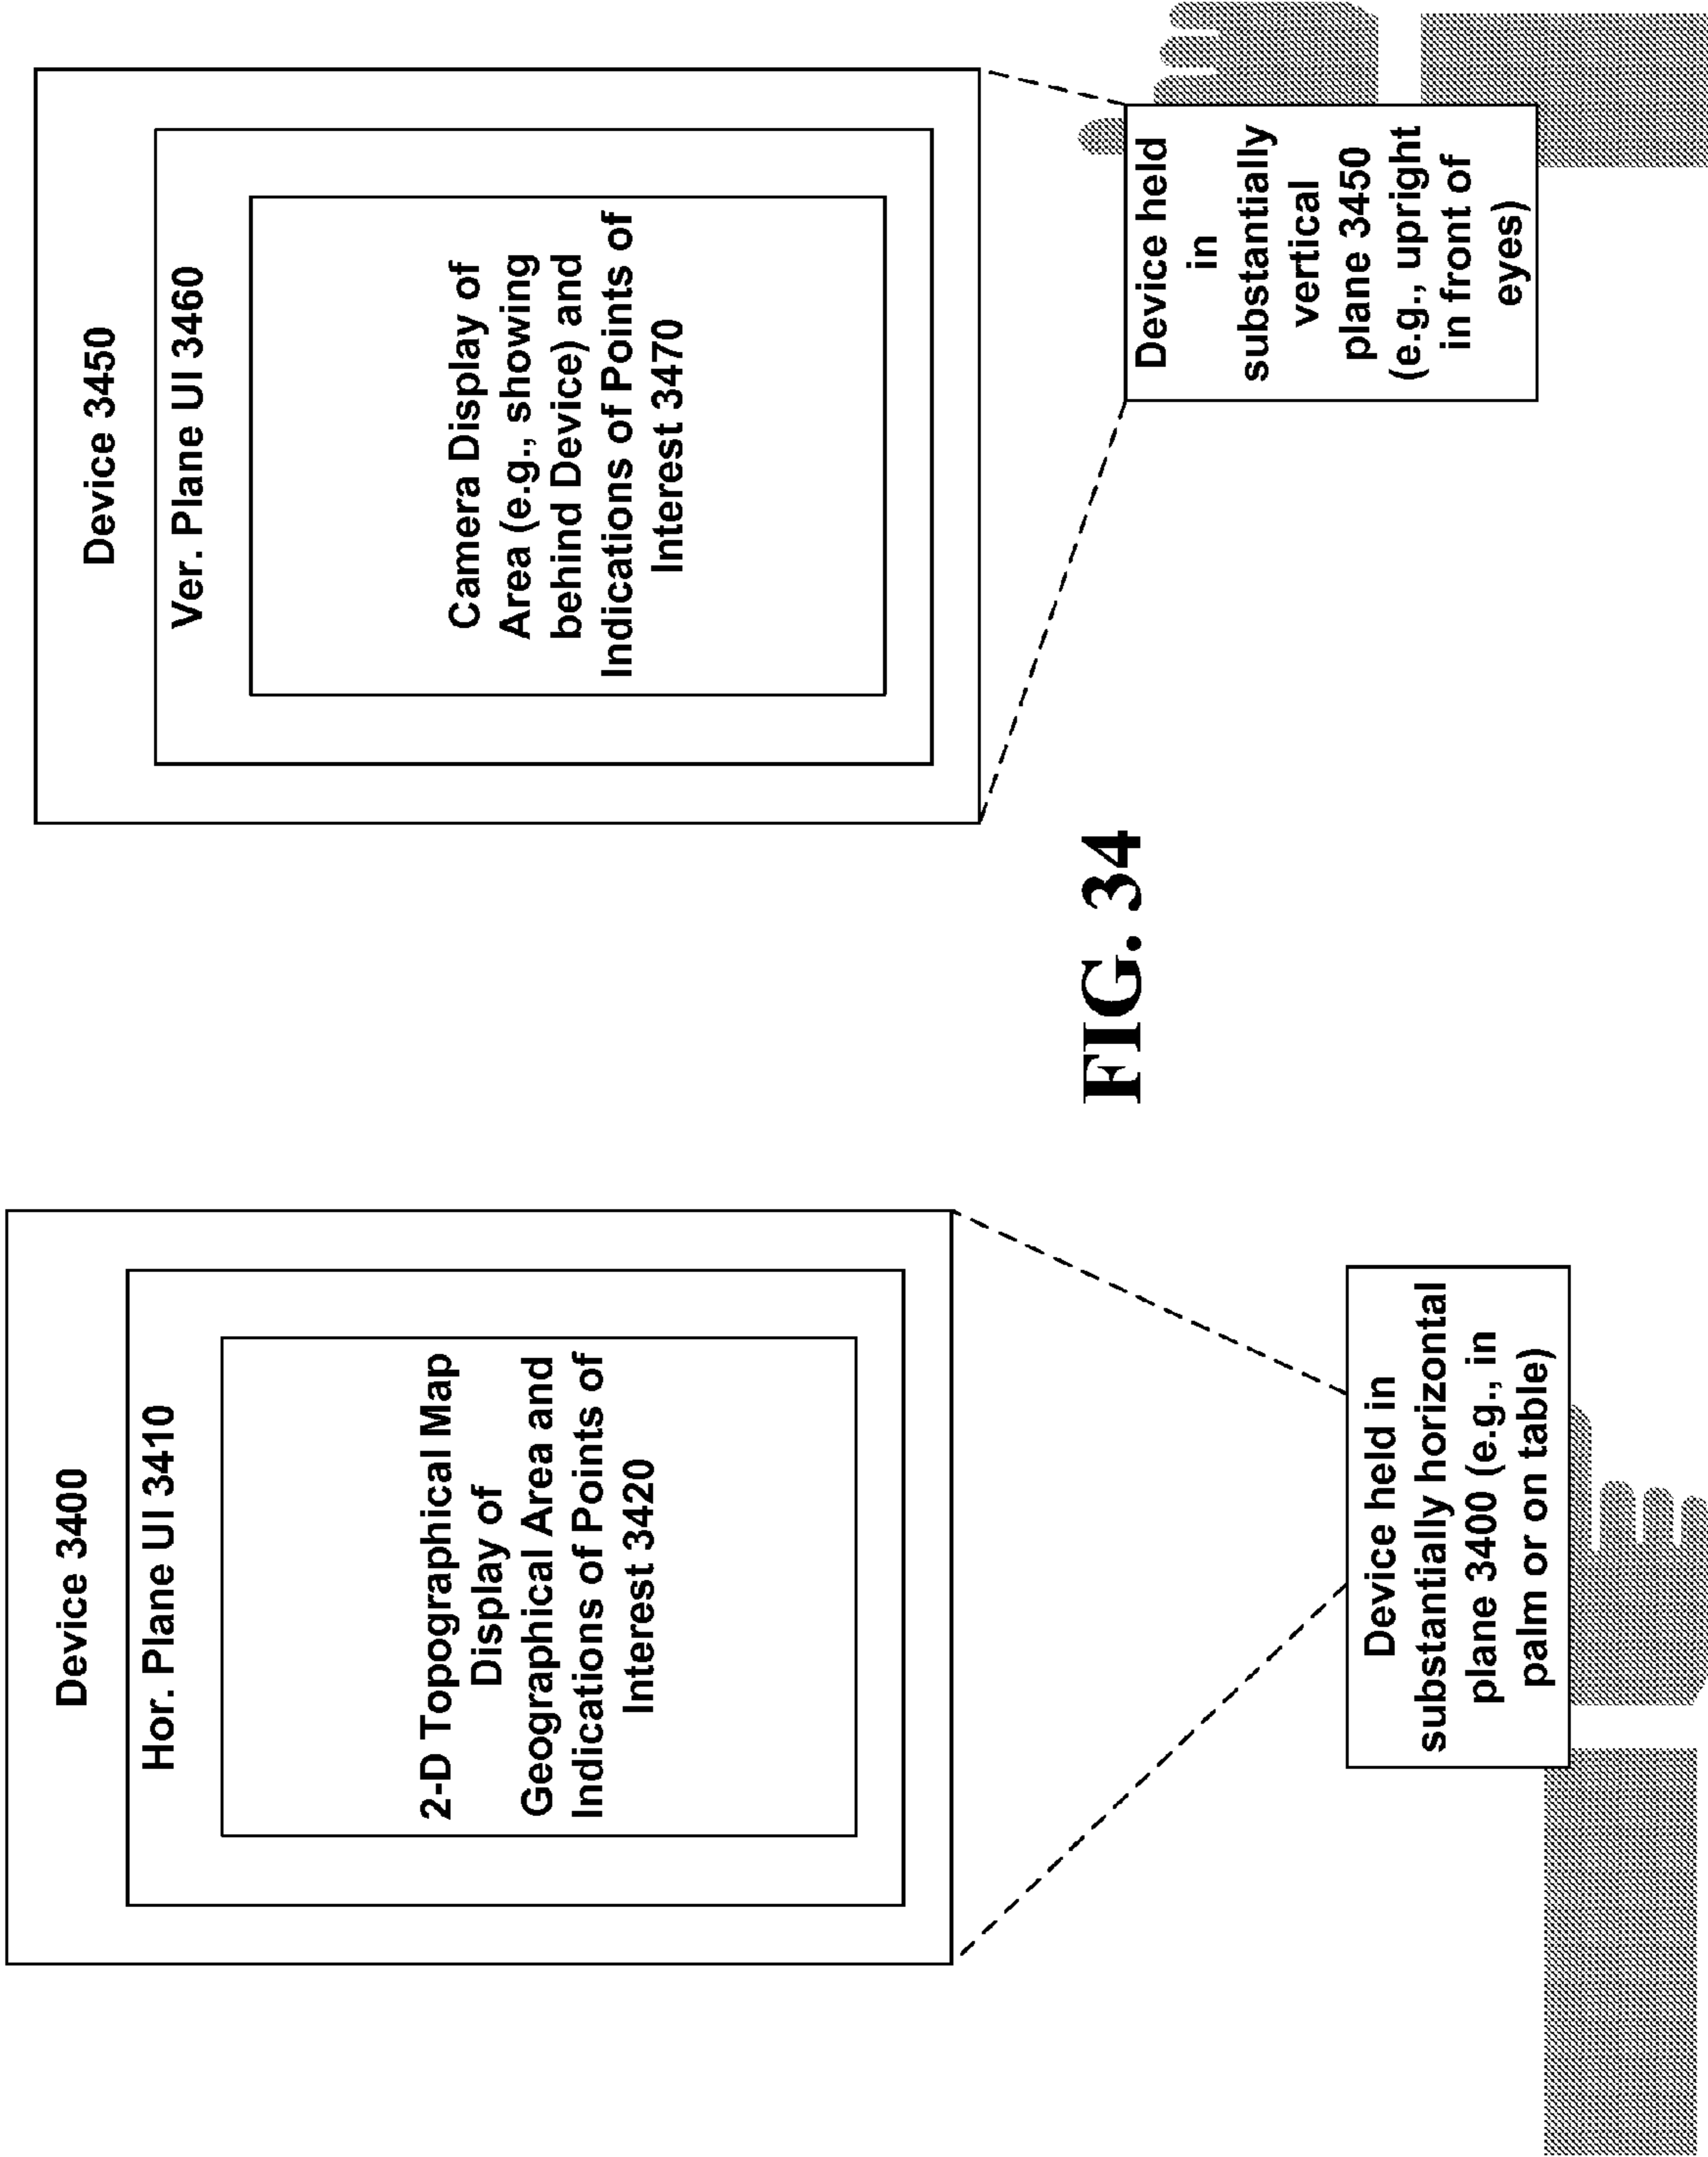 Device 3400
Hor. Plane UI 3410
2-D Topographical Map
Display of
Geographical Area and
Indications of Points of
Interest 3420
Device held in
substantially horizontal
plane 3400 (e.g., in
palm or on table)
Device 3450
Ver. Plane UI 3460
Camera Display of
Area (e.g., showing
behind Device) and
Indications of Points of
Interest 3470
Device held
in
substantially
vertical
plane 3450
(e.g., upright
in front of
eyes)
FIG. 34